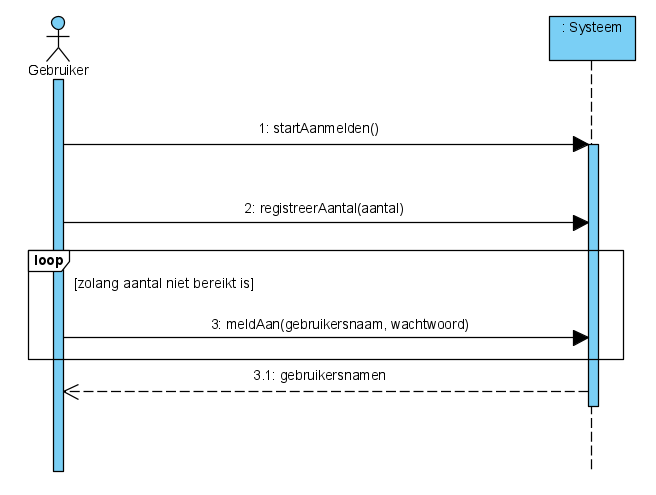 : Systeem
Gebruiker
1: startAanmelden()
2: registreerAantal(aantal)
loop
[zolang aantal niet bereikt is]
3: meldAan(gebruikersnaam, wachtwoord)
3.1: gebruikersnamen